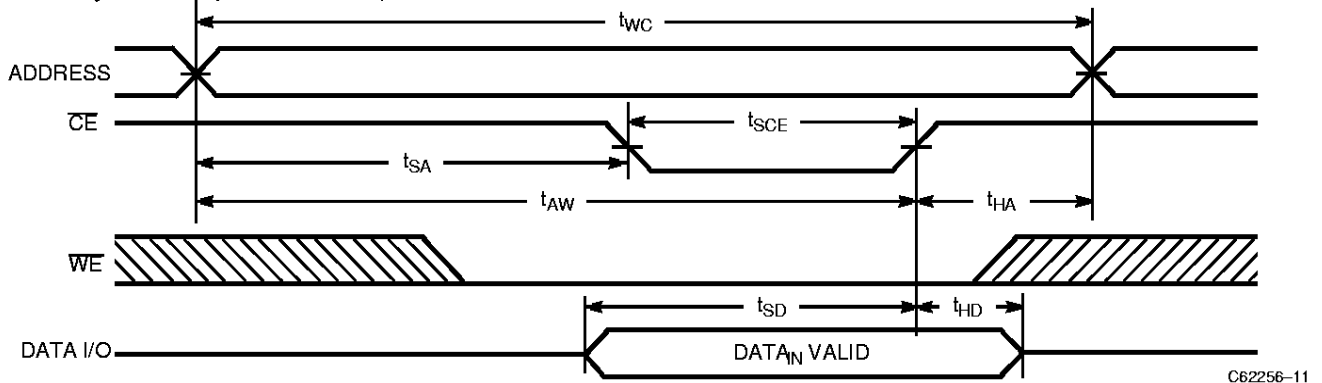 tWC
ADDRESS
CE
tSCE
tSA
tAW
tHA
WE
tSD
tHD
DATA I/O
DATAIN VALID
C62256–11